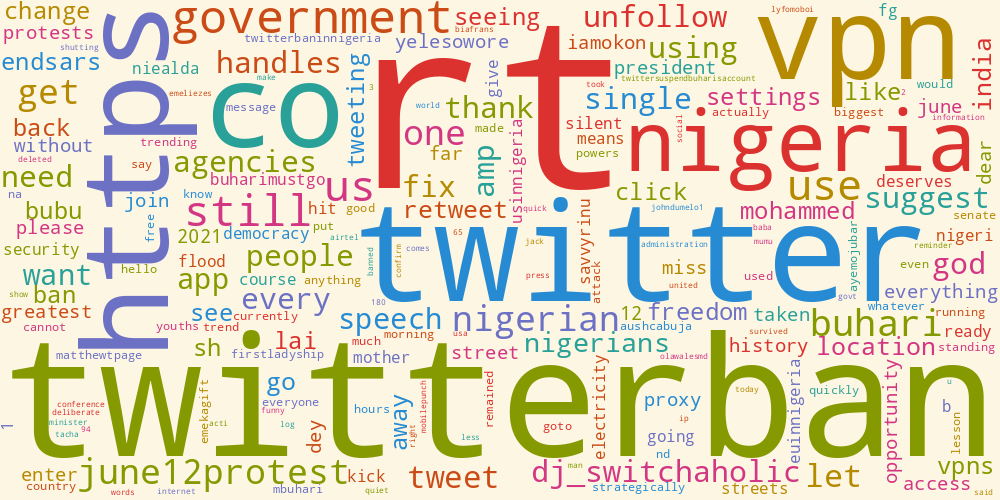 change
protests
endsars
https
government
twitterbaninnigeria
seeing
biafrans
unfollow
lyfomoboi
fg
vpn
shutting
niealda
handles
tweeting
yelesowore
give
iamokon
using
president
twittersuspendbuharisaccount
india
get
emeliezes
make
message
co
3
rt
world
thank
took
single
settings
like
2
would
june
information
back
without
trending
one
made
amp
silent
means
social
actually
biggest
far
powers
nigeria
need
deleted
say
agencies
us
fix
usinnigeria
click
use
deserves
dear
na
buharimustgo
join
know
still
hit
good
retweet
quick
savvyrinu
johndumelo1
mohammed
suggest
bubu
please
free
put
senate
security
2021
democracy
airtel
twitter
65
jack
administration
baba
mumu
ayemojubar
nigeri
reminder
want
hello
flood
people
banned
confirm
comes
press
attack
miss
united
used
even
god
show
ban
app
course
anything
every
180
govt
everything
greatest
see
currently
speech
nigerian
12
freedom
taken
whatever
running
cannot
youths
trend
lai
much
morning
usa
aushcabuja
buhari
ready
matthewtpage
sh
firstladyship
mother
street
nigerians
survived
history
location
standing
olawalesmd
twitterban
go
everyone
remained
electricity
today
euinnigeria
quickly
opportunity
u
conference
deliberate
minister
tacha
94
emekagift
acti
funny
log
dey
hours
away
right
mobilepunch
less
goto
proxy
ip
going
nd
b
lesson
1
enter
country
june12protest
words
internet
mbuhari
kick
quiet
tweet
dj_switchaholic
man
strategically
streets
let
access
vpns
said